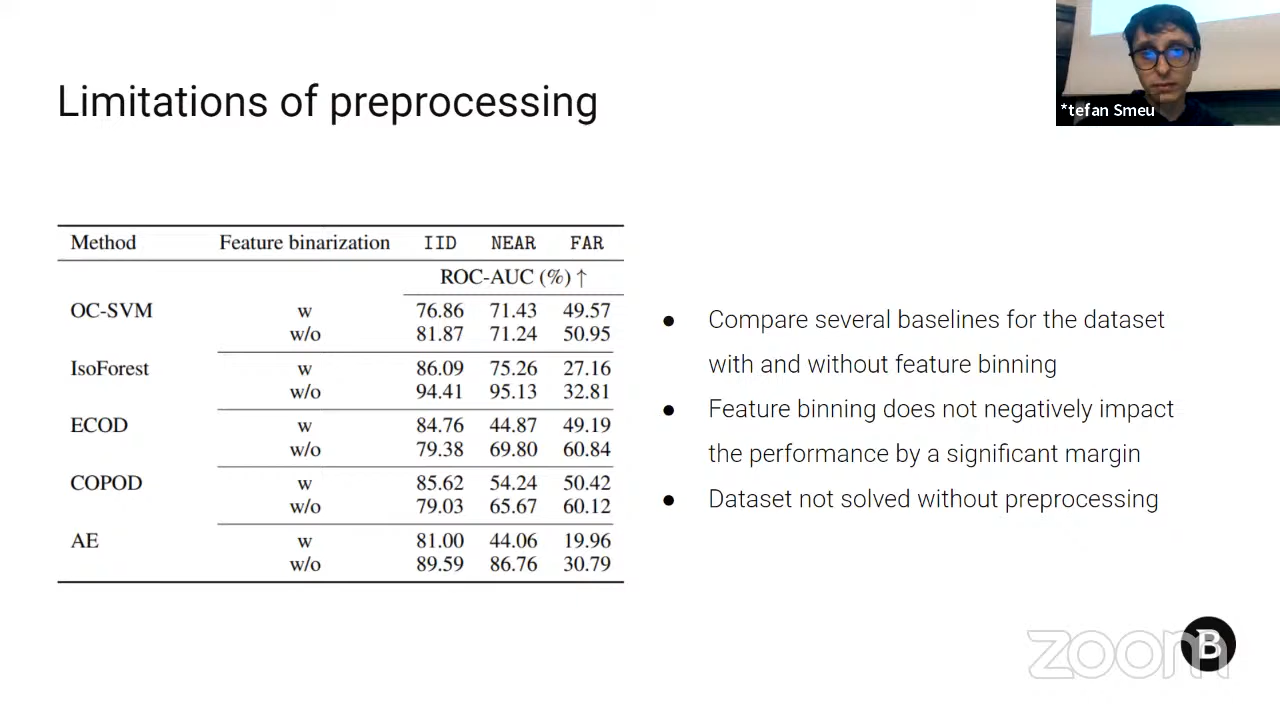 *tefan Smeu
Limitations of preprocessing
Method Feature binarization IID NEAR FAR
ROC-AUC (%) ↑
OC-SVM w 76.86 71.43 49.57
w/o 81.87 71.24 50.95
IsoForest w 86.09 75.26 27.16
w/o 94.41 95.13 32.81
ECOD w 84.76 44.87 49.19
w/o 79.38 69.80 60.84
COPOD w 85.62 54.24 50.42
w/o 79.03 65.67 60.12
AE w 81.00 44.06 19.96
w/o 89.59 86.76 30.79
● Compare several baselines for the dataset
with and without feature binning
● Feature binning does not negatively impact
the performance by a significant margin
● Dataset not solved without preprocessing
zoom
B